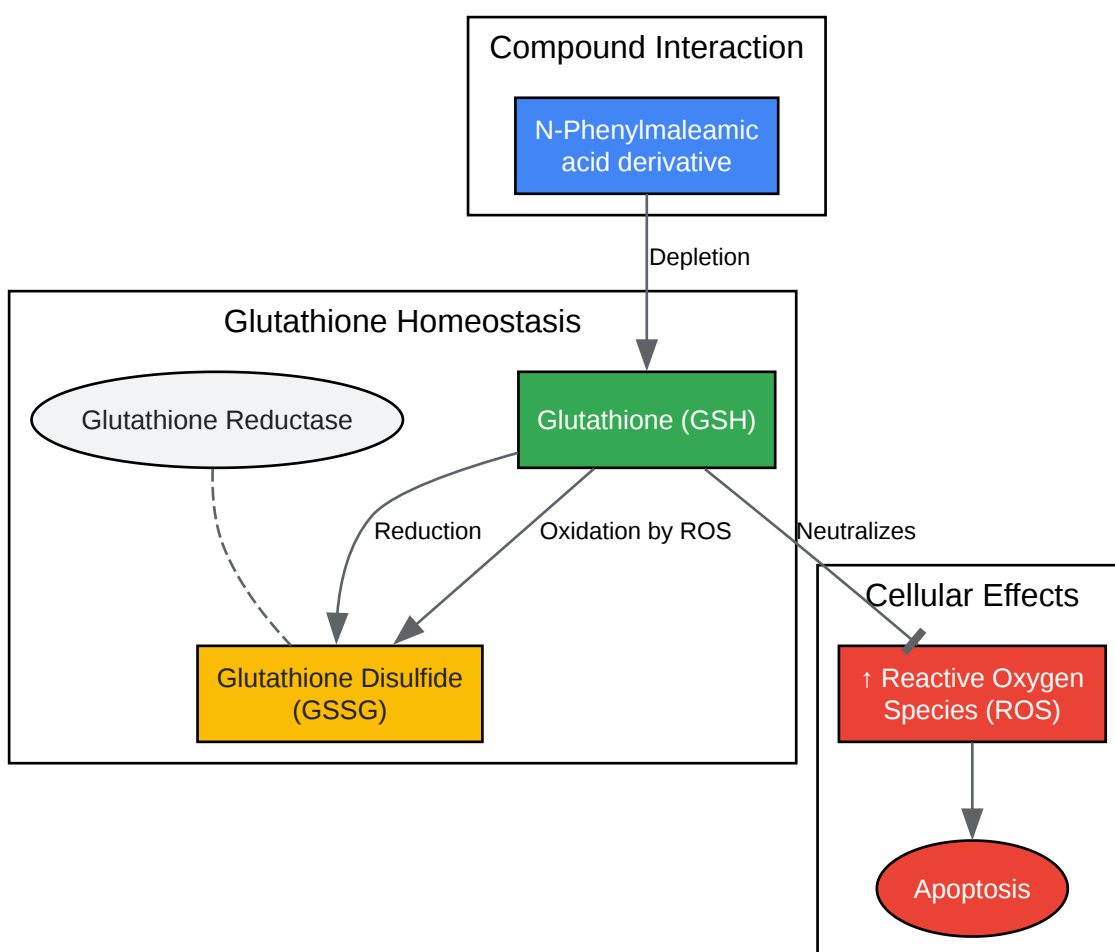 Compound Interaction
N-Phenylmaleamic
acid derivative
Depletion
Glutathione Homeostasis
Glutathione Reductase
Glutathione (GSH)
Reduction
Oxidation by ROS
Neutralizes
Cellular Effects
Glutathione Disulfide
(GSSG)
↑ Reactive Oxygen
Species (ROS)
Apoptosis